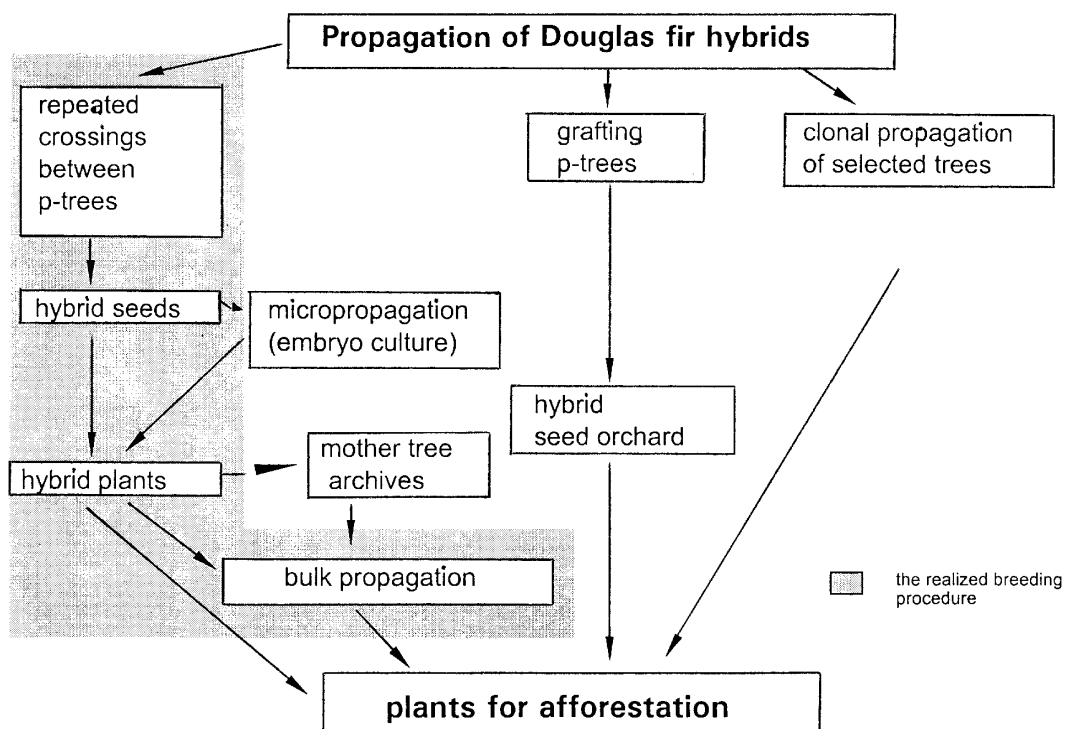 Propagation of Douglas fir hybrids
repeated
crossings
between
p-trees
grafting
p-trees
clonal propagation
of selected trees
hybrid seeds
micropropagation
(embryo culture)
hybrid
seed orchard
hybrid plants
mother tree
archives
bulk propagation
the realized breeding
procedure
plants for afforestation